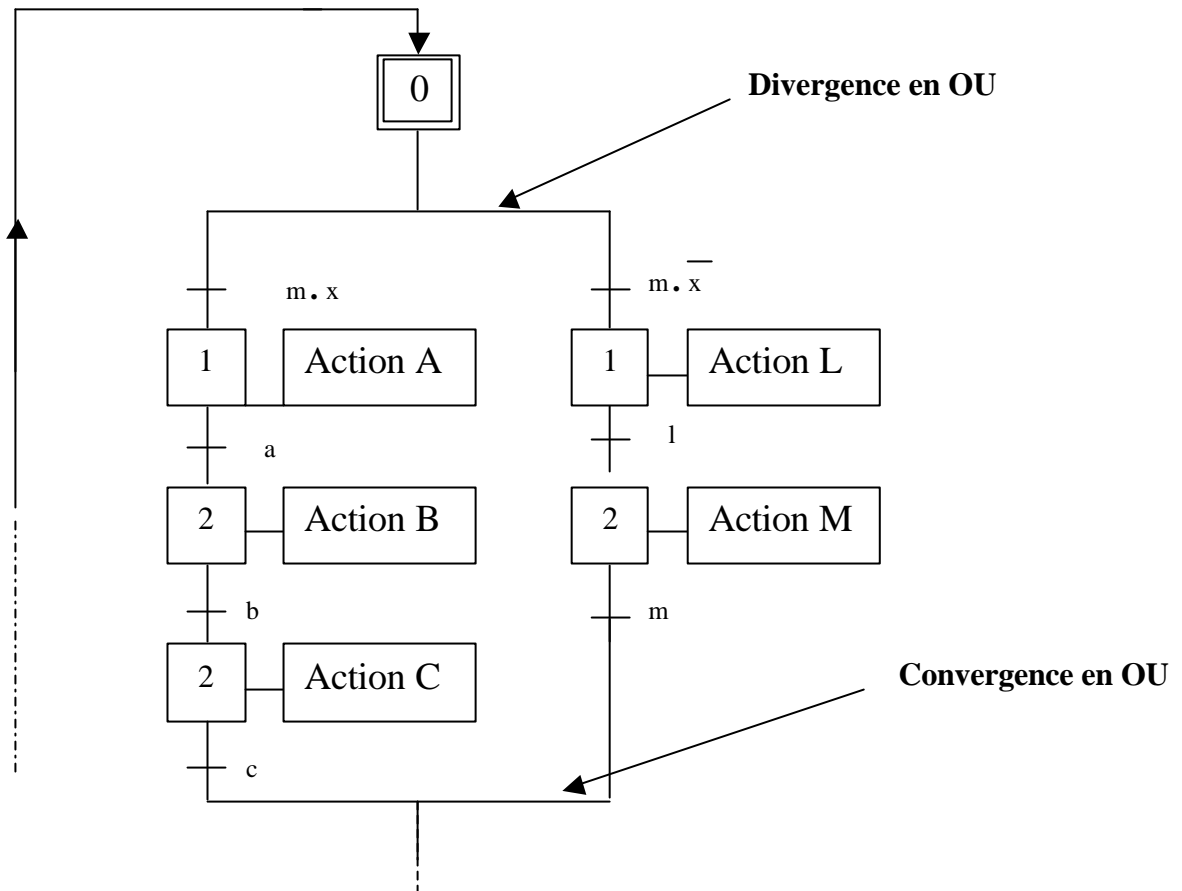 0
Divergence en OU
m.x
m.x̅
1
Action A
1
Action L
a
l
2
Action B
2
Action M
b
m
2
Action C
Convergence en OU
c